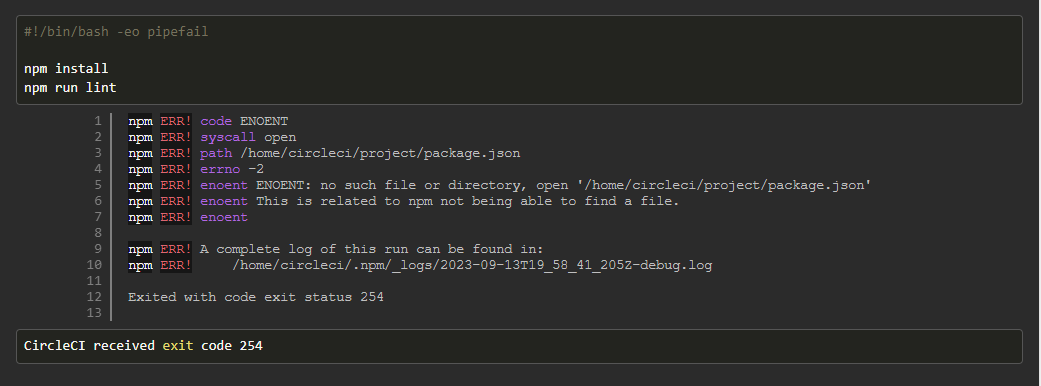 #!/bin/bash -eo pipefail
npm install
npm run lint
1 npm ERR! code ENOENT
2 npm ERR! syscall open
3 npm ERR! path /home/circleci/project/package.json
4 npm ERR! errno -2
5 npm ERR! enoent ENOENT: no such file or directory, open '/home/circleci/project/package.json'
6 npm ERR! enoent This is related to npm not being able to find a file.
7 npm ERR! enoent
8
9 npm ERR! A complete log of this run can be found in:
10 npm ERR!     /home/circleci/.npm/_logs/2023-09-13T19_58_41_205Z-debug.log
11
12 Exited with code exit status 254
13
CircleCI received exit code 254